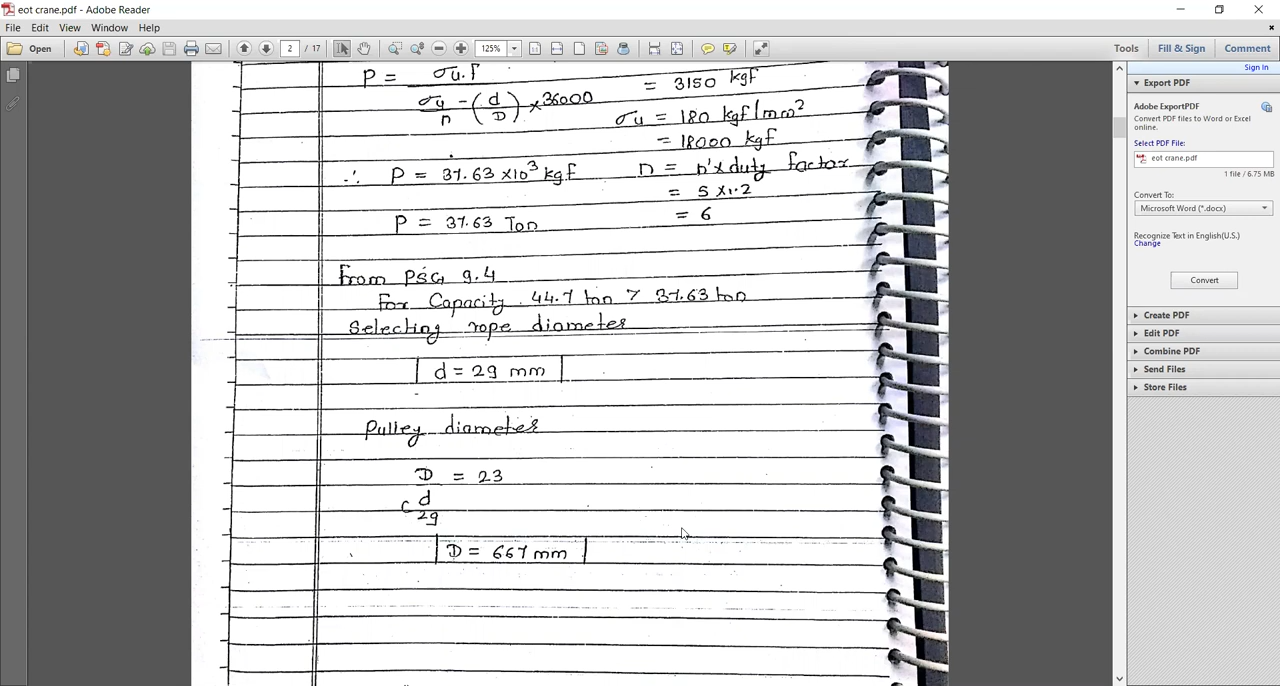 eot crane.pdf - Adobe Reader
File Edit View Window Help
Open 2 / 17 125% Tools Fill & Sign Comment
Sign In
Export PDF
Adobe ExportPDF
Convert PDF files to Word or Excel
online.
Select PDF File:
eot crane.pdf
1 file / 6.75 MB
Convert To:
Microsoft Word (*.docx)
Recognize Text in English(U.S.)
Change
Convert
Create PDF
Edit PDF
Combine PDF
Send Files
Store Files
P = σu.F
σu/n - (d/D) × 36000
= 3150 kgf
σu = 180 kgf/mm²
= 18000 kgf
∴ P = 37.63 ×10³ kgf n = n'× duty factor
= 5 ×1.2
P = 37.63 Ton = 6
From PSG 9.4
For Capacity 44.7 ton > 37.63 ton
Selecting rope diameter
d = 29 mm
Pulley diameter
D = 23
d
29
D = 667 mm